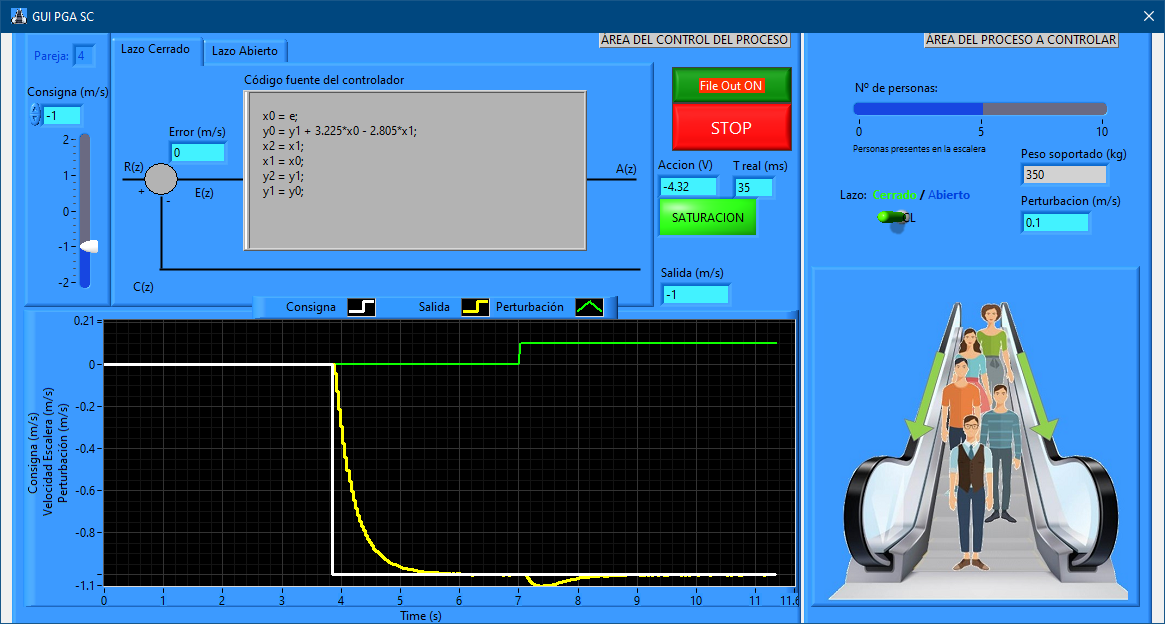 GUI PGA SC
Pareja: 4
Lazo Cerrado
Lazo Abierto
AREA DEL CONTROL DEL PROCESO
AREA DEL PROCESO A CONTROLAR
Consigna (m/s)
-1
2
1
0
-1
-2
Código fuente del controlador
x0 = e;
y0 = y1 + 3.225*x0 - 2.805*x1;
x2 = x1;
x1 = x0;
y2 = y1;
y1 = y0;
Error (m/s)
0
R(z)
+
-
E(z)
A(z)
C(z)
File Out ON
STOP
Accion (V)
T real (ms)
-4.32
35
SATURACION
Salida (m/s)
-1
Nº de personas:
0
5
10
Personas presentes en la escalera
Peso soportado (kg)
350
Lazo: Cerrado / Abierto
OL
Perturbacion (m/s)
0.1
Consigna
Salida
Perturbación
0.21
0
-0.2
-0.4
-0.6
-0.8
-1.1
Consigna (m/s)
Velocidad Escalera (m/s)
Perturbación (m/s)
0 1 2 3 4 5 6 7 8 9 10 11 11.6
Time (s)